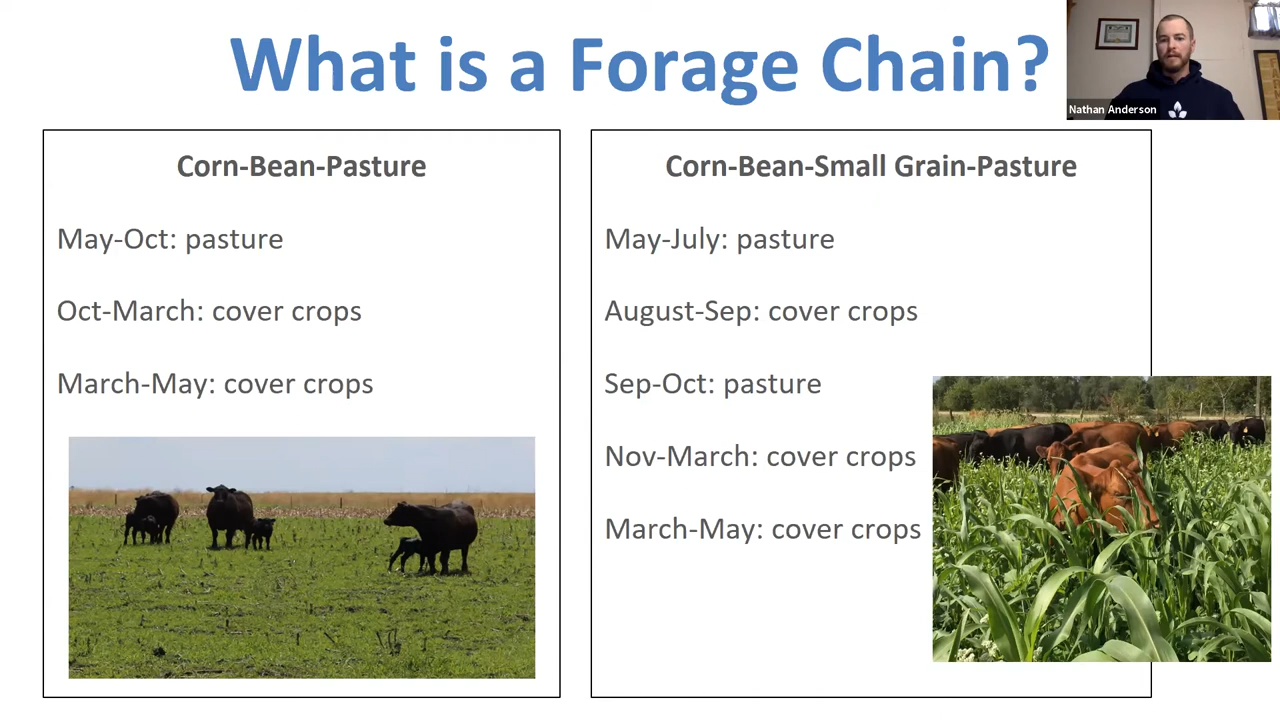 What is a Forage Chain?
Nathan Anderson
Corn-Bean-Pasture
May-Oct: pasture
Oct-March: cover crops
March-May: cover crops
Corn-Bean-Small Grain-Pasture
May-July: pasture
August-Sep: cover crops
Sep-Oct: pasture
Nov-March: cover crops
March-May: cover crops